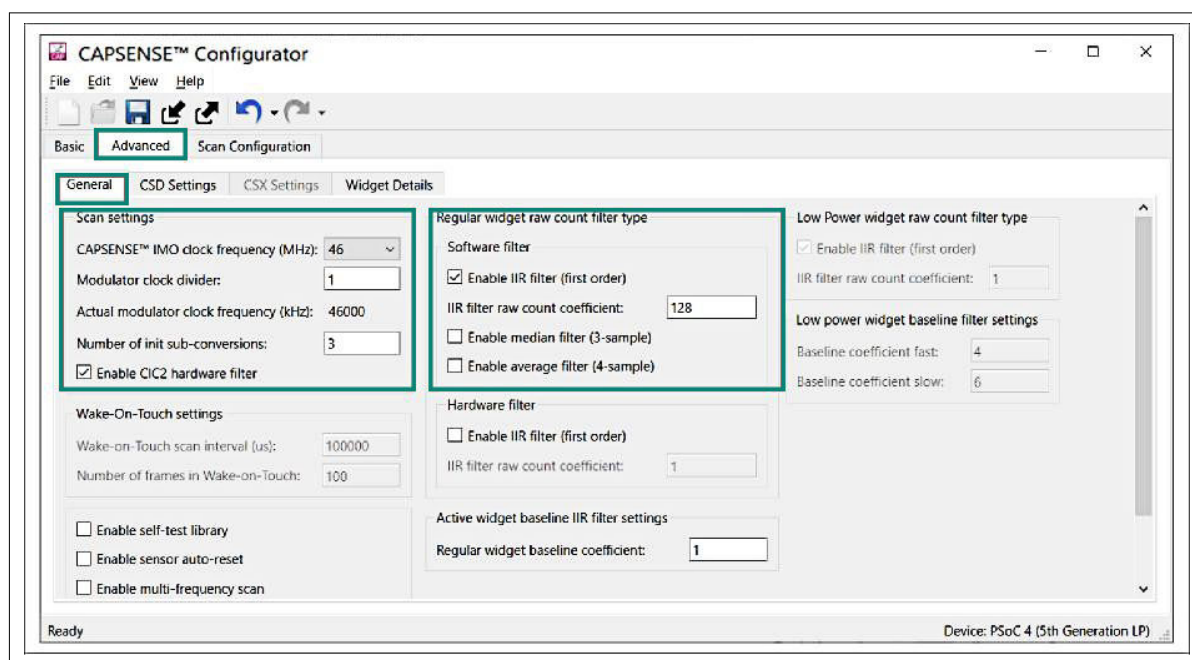 CAPSENSE™ Configurator
File Edit View Help
Basic Advanced Scan Configuration
General CSD Settings CSX Settings Widget Details
Scan settings
CAPSENSE™ IMO clock frequency (MHz): 46
Modulator clock divider: 1
Actual modulator clock frequency (kHz): 46000
Number of init sub-conversions: 3
Enable CIC2 hardware filter
Wake-On-Touch settings
Wake-on-Touch scan interval (us): 100000
Number of frames in Wake-on-Touch: 100
Enable self-test library
Enable sensor auto-reset
Enable multi-frequency scan
Regular widget raw count filter type
Software filter
Enable IIR filter (first order)
IIR filter raw count coefficient: 128
Enable median filter (3-sample)
Enable average filter (4-sample)
Hardware filter
Enable IIR filter (first order)
IIR filter raw count coefficient: 1
Active widget baseline IIR filter settings
Regular widget baseline coefficient: 1
Low Power widget raw count filter type
Enable IIR filter (first order)
IIR filter raw count coefficient: 1
Low power widget baseline filter settings
Baseline coefficient fast: 4
Baseline coefficient slow: 6
Ready
Device: PSoC 4 (5th Generation LP)